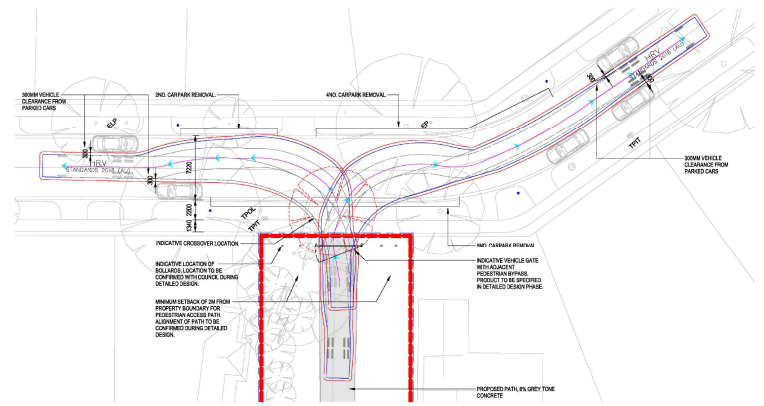 300MM VEHICLE
CLEARANCE FROM
PARKED CARS
2NO. CARPARK REMOVAL.
4NO. CARPARK REMOVAL
ELP
EP
HRV
STANDARDS 2018 (AU)
300
300
7220
2200
1340
HRV
STANDARDS 2018 (AU)
300
300
TPIT
300MM VEHICLE
CLEARANCE FROM
PARKED CARS
TPOL
TPIT
INDICATIVE CROSSOVER LOCATION.
INDICATIVE LOCATION OF
BOLLARDS. LOCATION TO BE
CONFIRMED WITH COUNCIL DURING
DETAILED DESIGN.
MINIMUM SETBACK OF 2M FROM
PROPERTY BOUNDARY FOR
PEDESTRIAN ACCESS PATH.
ALIGNMENT OF PATH TO BE
CONFIRMED DURING DETAILED
DESIGN.
CARPARK REMOVAL
INDICATIVE VEHICLE GATE
WITH ADJACENT
PEDESTRIAN BYPASS.
PRODUCT TO BE SPECIFIED
IN DETAILED DESIGN PHASE.
PROPOSED PATH, 8% GREY TONE
CONCRETE